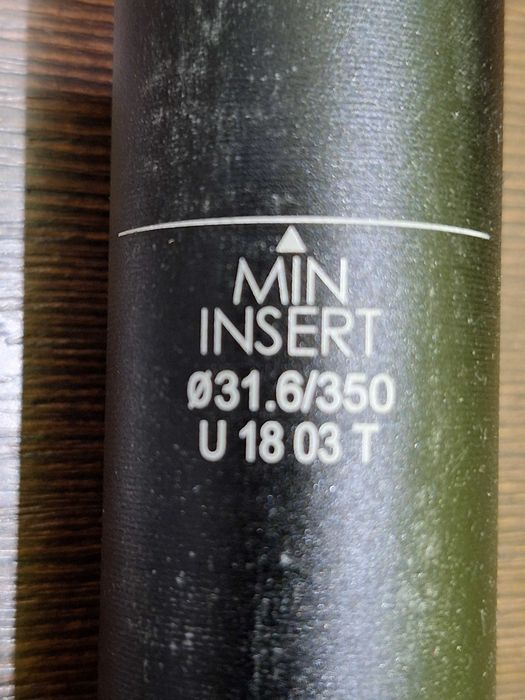 MIN
INSERT
Ø31.6/350
U 18 03 T